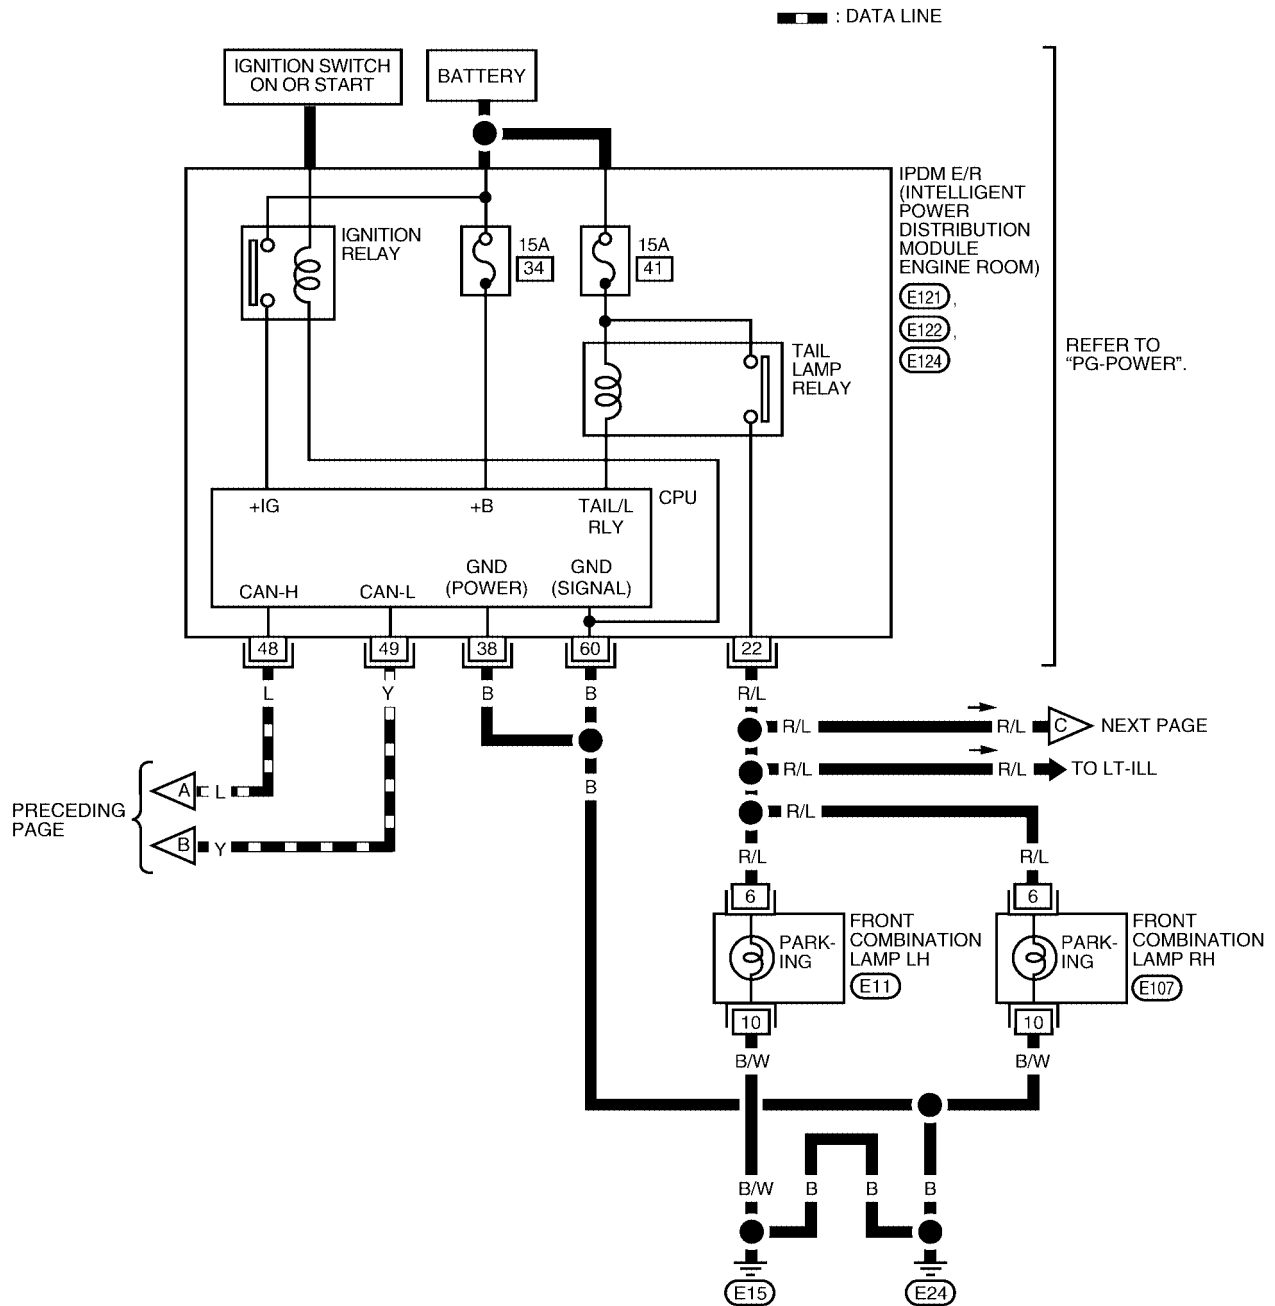 : DATA LINE
IGNITION SWITCH
ON OR START
BATTERY
IPDM E/R
(INTELLIGENT
POWER
DISTRIBUTION
MODULE
ENGINE ROOM)
E121 ,
E122 ,
E124
IGNITION
RELAY
15A
34
15A
41
TAIL
LAMP
RELAY
REFER TO
“PG-POWER”.
CPU
+IG
+B
TAIL/L
RLY
CAN-H
CAN-L
GND
(POWER)
GND
(SIGNAL)
48
49
38
60
22
L
Y
B
B
R/L
R/L
R/L
C
NEXT PAGE
R/L
R/L
TO LT-ILL
PRECEDING
PAGE
A
L
B
Y
B
R/L
R/L
R/L
6
6
PARK-
ING
FRONT
COMBINATION
LAMP LH
E11
PARK-
ING
FRONT
COMBINATION
LAMP RH
E107
10
10
B/W
B/W
B/W
B
B
B
E15
E24